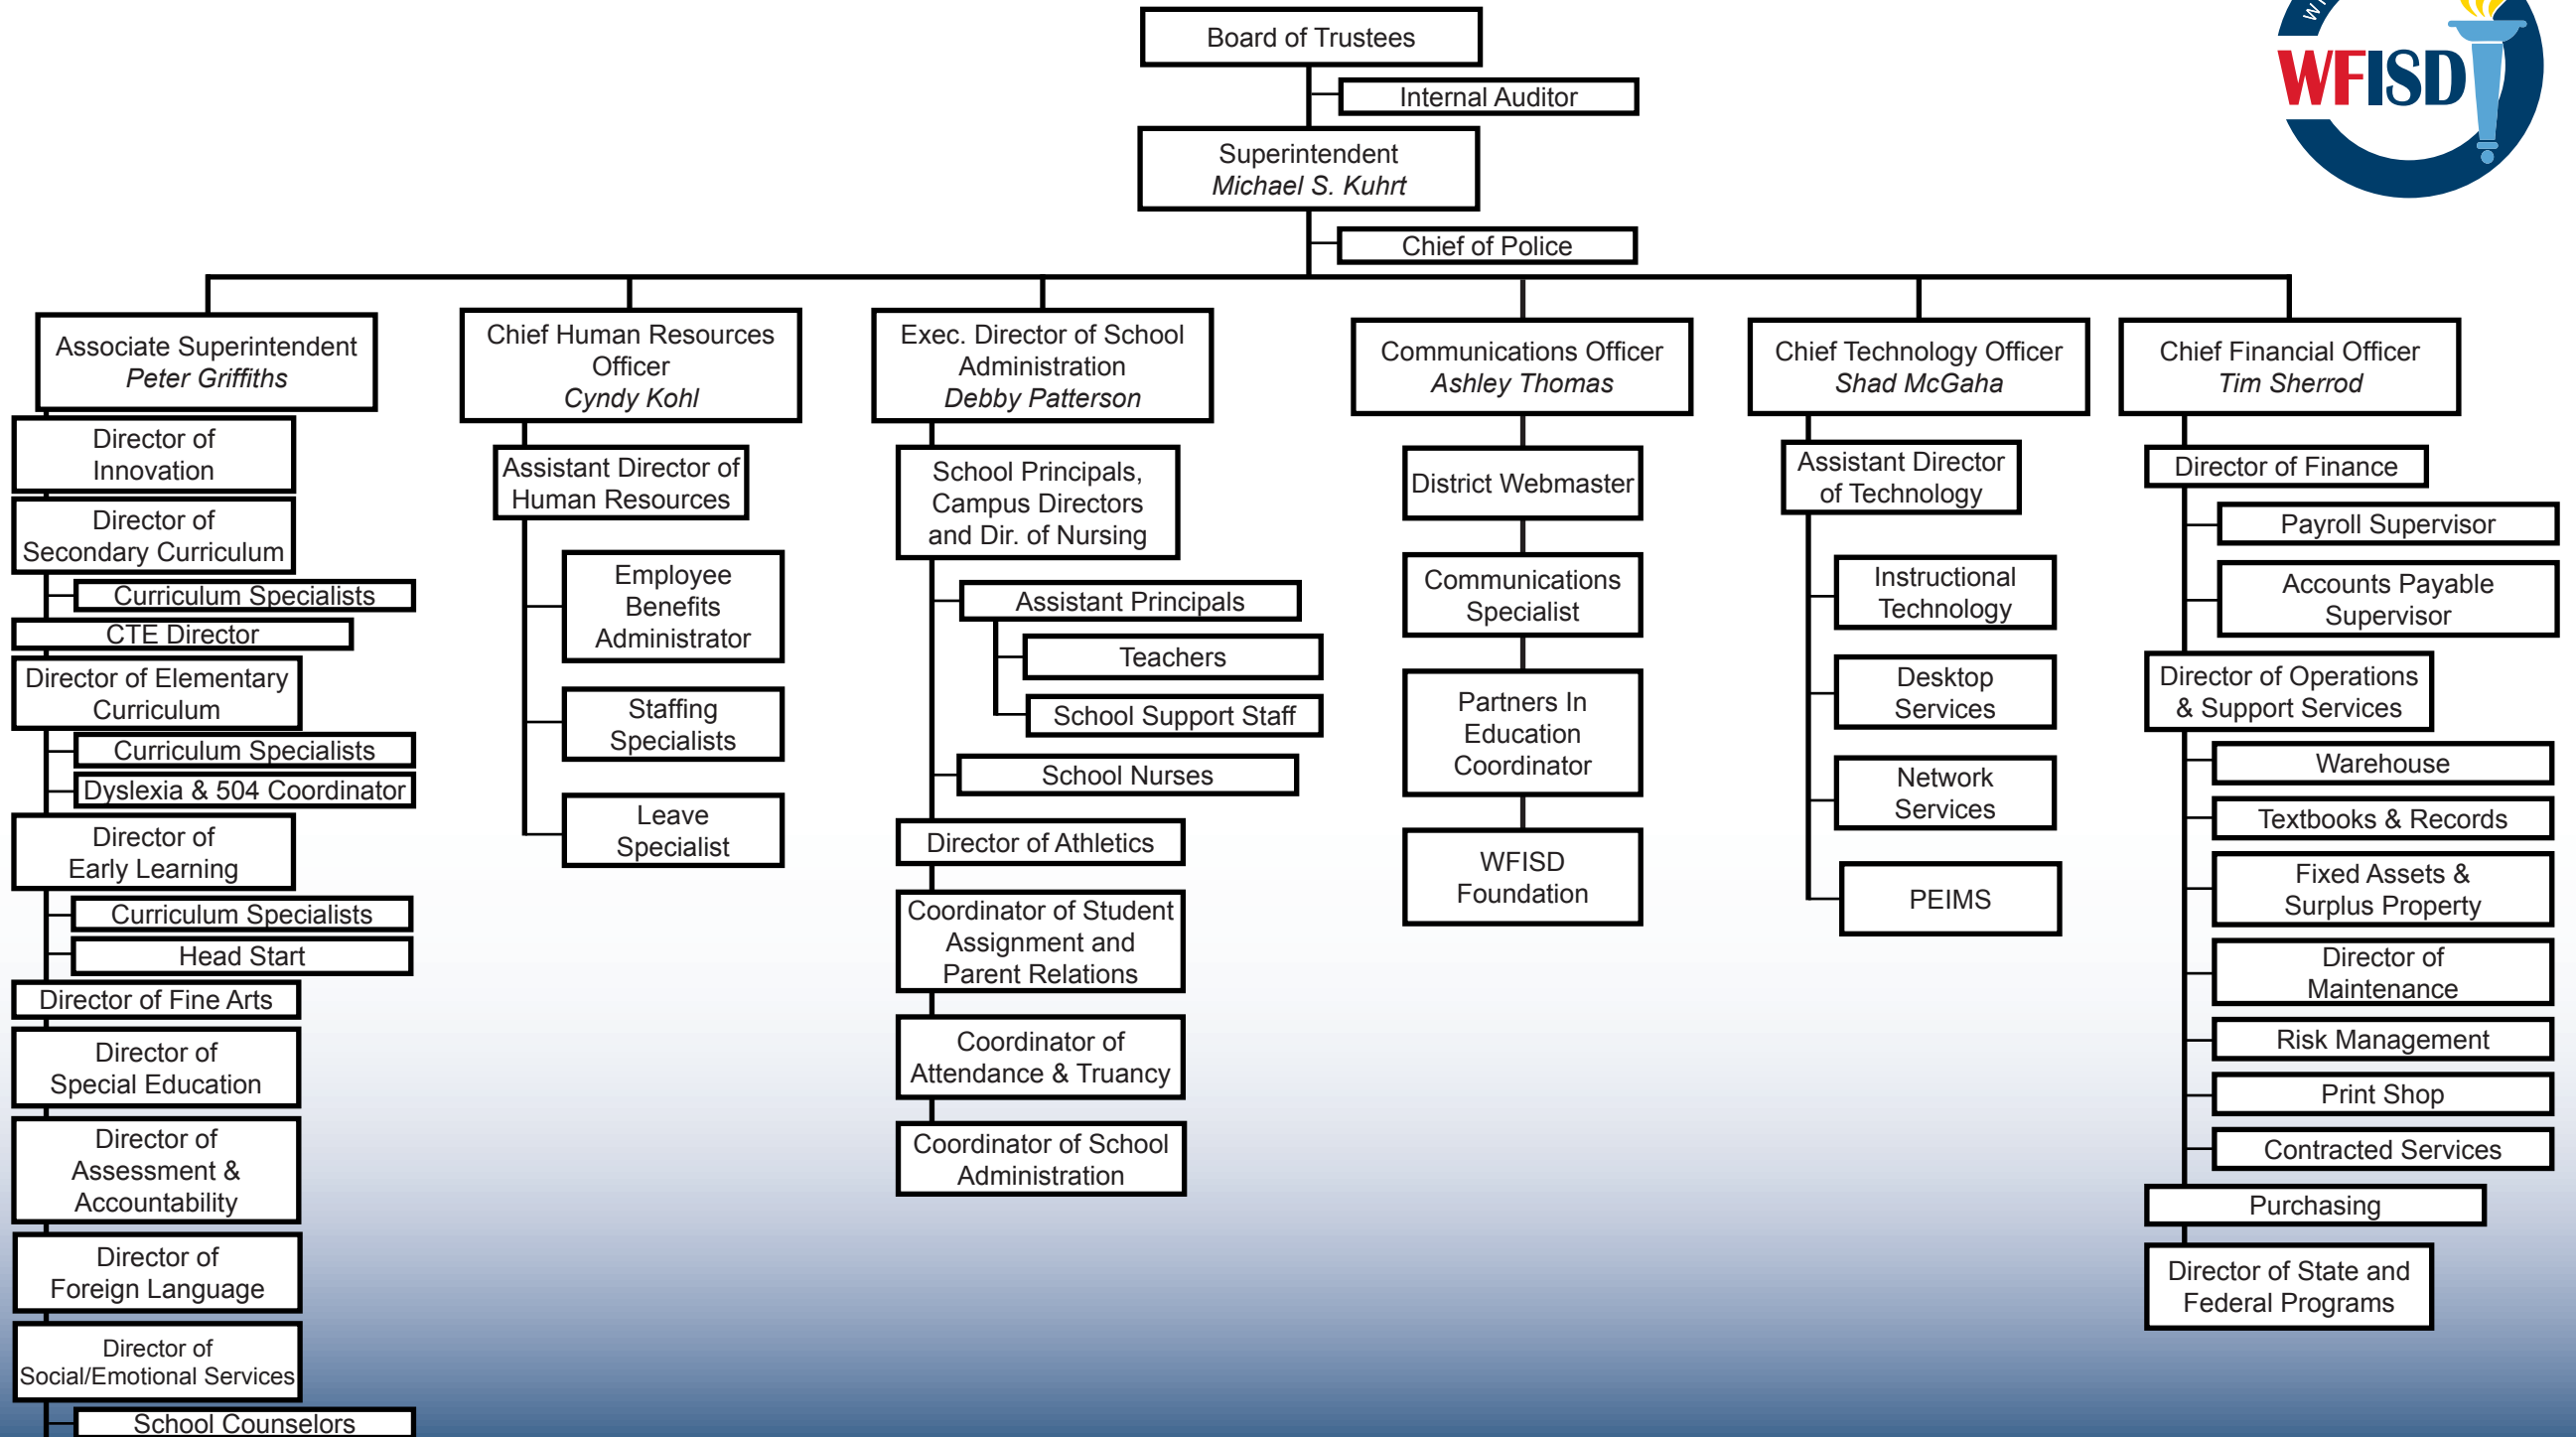 Board of Trustees
Internal Auditor
Superintendent
Michael S. Kuhrt
Chief of Police
WFISD
Associate Superintendent
Peter Griffiths
Director of
Innovation
Director of
Secondary Curriculum
Curriculum Specialists
CTE Director
Director of Elementary
Curriculum
Curriculum Specialists
Dyslexia & 504 Coordinator
Director of
Early Learning
Curriculum Specialists
Head Start
Director of Fine Arts
Director of
Special Education
Director of
Assessment &
Accountability
Director of
Foreign Language
Director of
Social/Emotional Services
School Counselors
Chief Human Resources
Officer
Cyndy Kohl
Assistant Director of
Human Resources
Employee
Benefits
Administrator
Staffing
Specialists
Leave
Specialist
Exec. Director of School
Administration
Debby Patterson
School Principals,
Campus Directors
and Dir. of Nursing
Assistant Principals
Teachers
School Support Staff
School Nurses
Director of Athletics
Coordinator of Student
Assignment and
Parent Relations
Coordinator of
Attendance & Truancy
Coordinator of School
Administration
Communications Officer
Ashley Thomas
District Webmaster
Communications
Specialist
Partners In
Education
Coordinator
WFISD
Foundation
Chief Technology Officer
Shad McGaha
Assistant Director
of Technology
Instructional
Technology
Desktop
Services
Network
Services
PEIMS
Chief Financial Officer
Tim Sherrod
Director of Finance
Payroll Supervisor
Accounts Payable
Supervisor
Director of Operations
& Support Services
Warehouse
Textbooks & Records
Fixed Assets &
Surplus Property
Director of
Maintenance
Risk Management
Print Shop
Contracted Services
Purchasing
Director of State and
Federal Programs